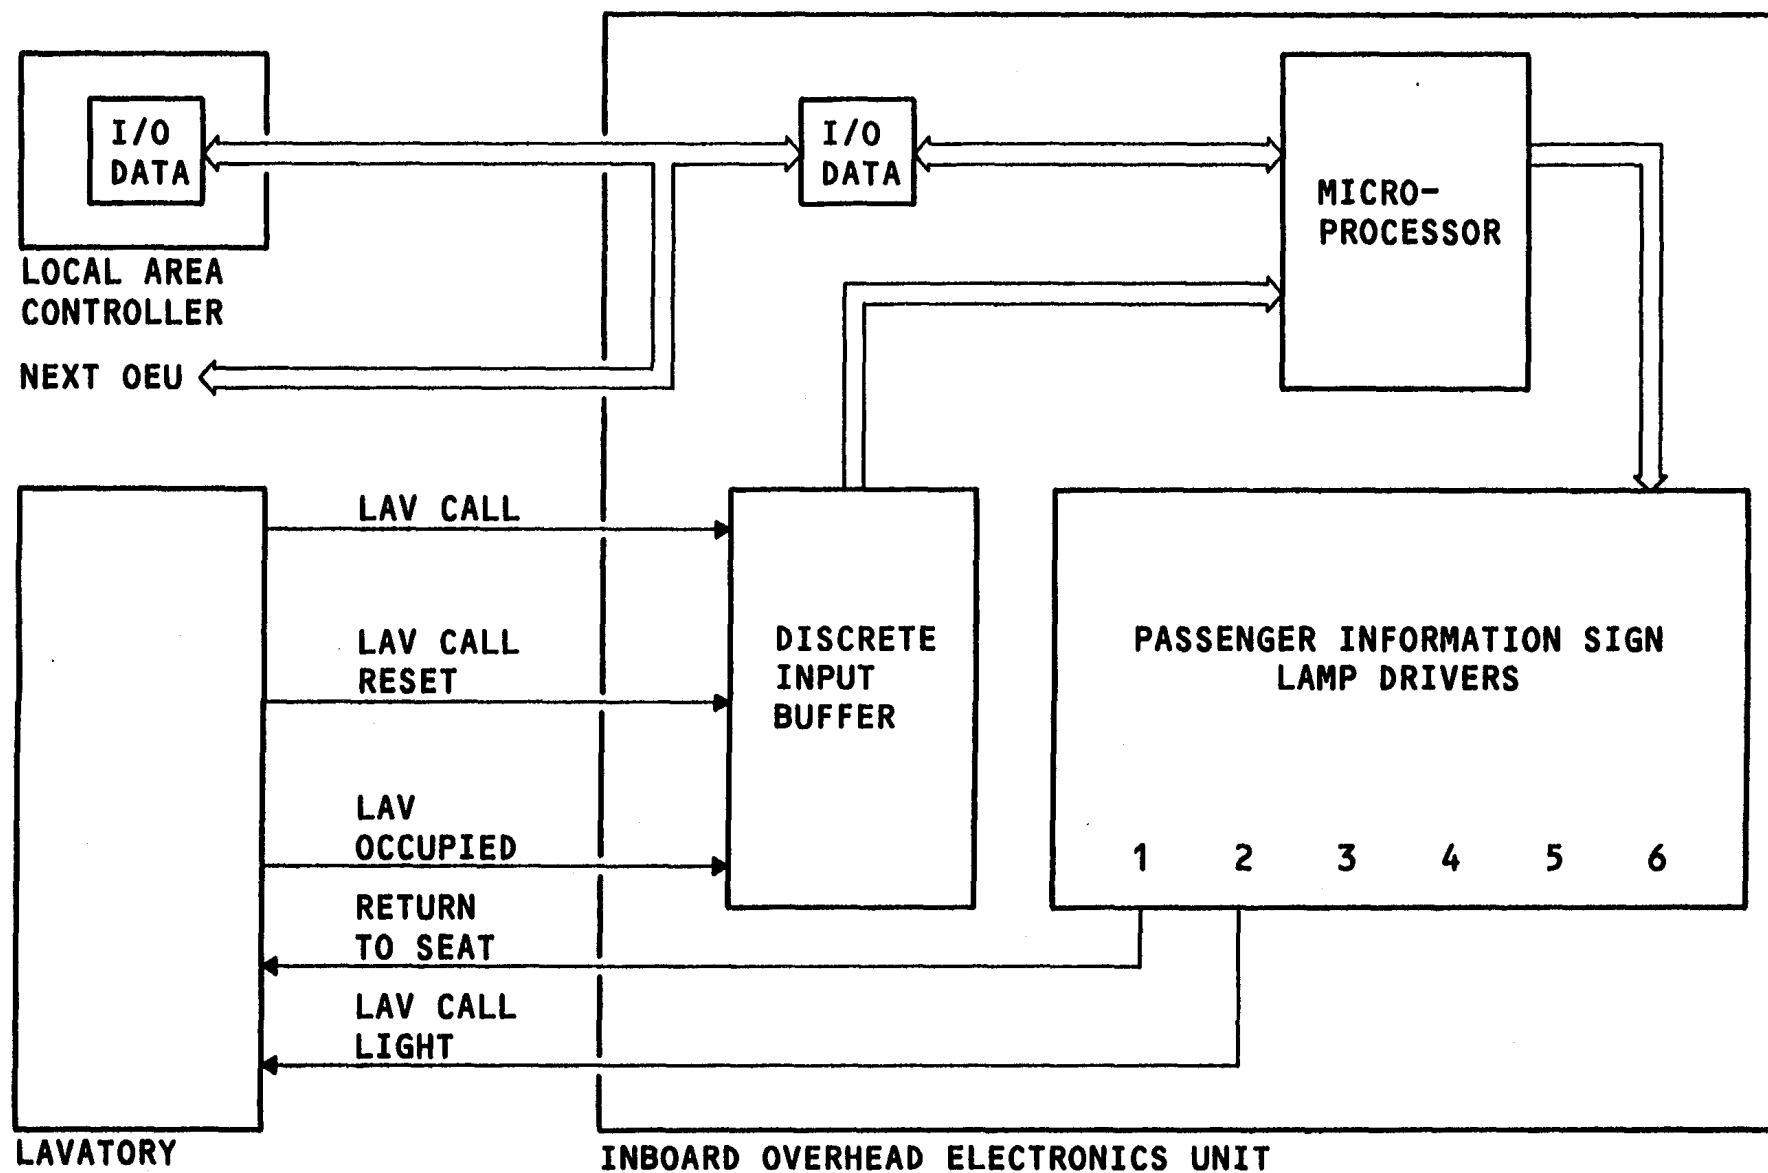 I/O
DATA
I/O
DATA
MICRO-
PROCESSOR
LOCAL AREA
CONTROLLER
NEXT OEU
LAV CALL
LAV CALL
RESET
DISCRETE
INPUT
BUFFER
PASSENGER INFORMATION SIGN
LAMP DRIVERS
LAV
OCCUPIED
1 2 3 4 5 6
RETURN
TO SEAT
LAV CALL
LIGHT
LAVATORY
INBOARD OVERHEAD ELECTRONICS UNIT